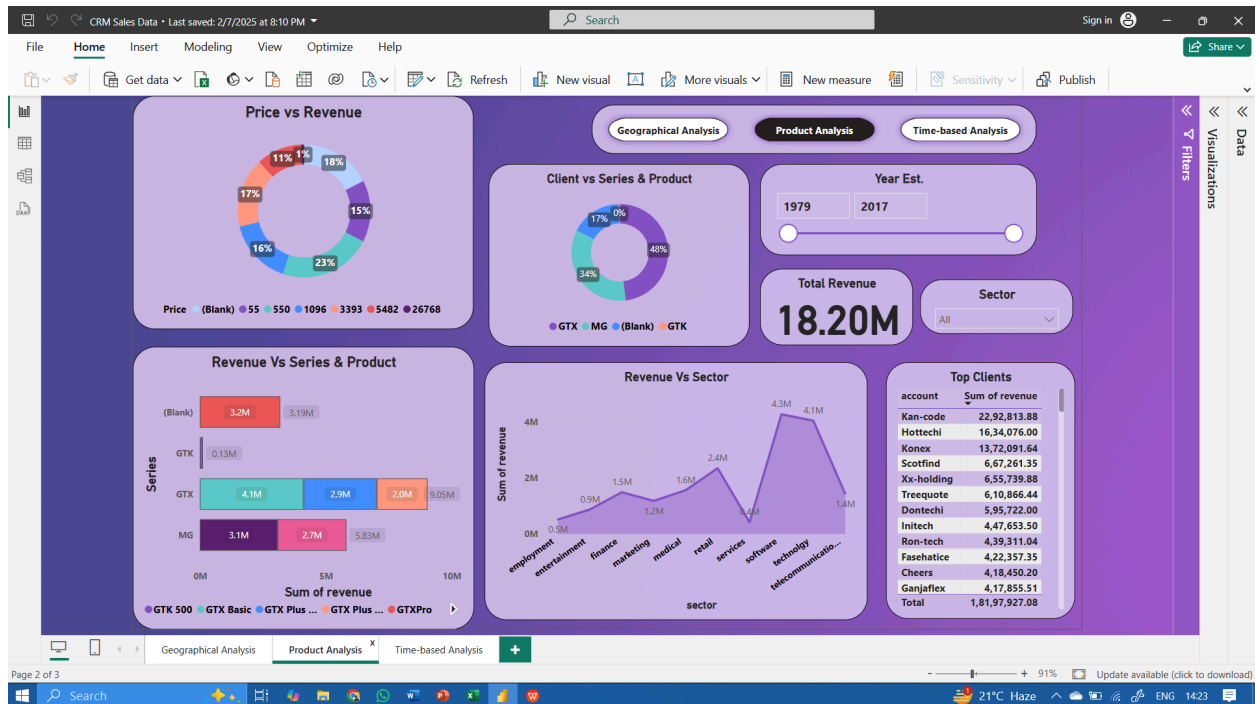 CRM Sales Data • Last saved: 2/7/2025 at 8:10 PM
Search
Sign in
File Home Insert Modeling View Optimize Help
Share
Get data
Refresh
New visual
More visuals
New measure
Sensitivity
Publish
Price vs Revenue
11% 1% 18%
17%
15%
16%
23%
Price (Blank) 55 550 1096 3393 5482 26768
Geographical Analysis
Product Analysis
Time-based Analysis
Client vs Series & Product
17% 0%
48%
34%
GTX MG (Blank) GTK
Year Est.
1979 2017
Total Revenue
18.20M
Sector
All
Filters
Visualizations
Data
Revenue Vs Series & Product
Series
(Blank) 3.2M 3.19M
GTK 0.13M
GTX 4.1M 2.9M 2.0M 9.05M
MG 3.1M 2.7M 5.83M
0M 5M 10M
Sum of revenue
GTK 500 GTX Basic GTX Plus ... GTX Plus ... GTXPro
Revenue Vs Sector
Sum of revenue
4M
2M
0M
0.5M 0.9M 1.5M 1.2M 1.6M 2.4M 0.4M 4.3M 4.1M 1.4M
employment entertainment finance marketing medical retail services software technolgy telecommunicatio...
sector
Top Clients
account Sum of revenue
Kan-code 22,92,813.88
Hottechi 16,34,076.00
Konex 13,72,091.64
Scotfind 6,67,261.35
Xx-holding 6,55,739.88
Treequote 6,10,866.44
Dontechi 5,95,722.00
Initech 4,47,653.50
Ron-tech 4,39,311.04
Fasehatice 4,22,357.35
Cheers 4,18,450.20
Ganjaflex 4,17,855.51
Total 1,81,97,927.08
Geographical Analysis
Product Analysis x
Time-based Analysis
+
Page 2 of 3
- + 91%
Update available (click to download)
Search
1
21°C Haze
ENG 14:23